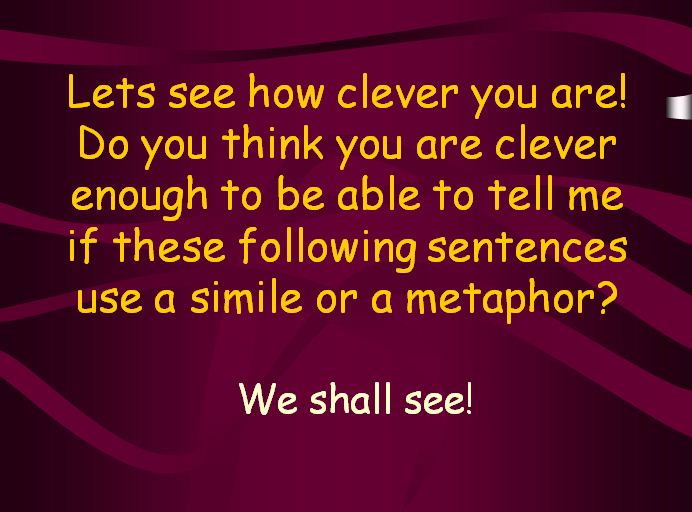 Lets see how clever you are!
Do you think you are clever
enough to be able to tell me
if these following sentences
use a simile or a metaphor?
We shall see!